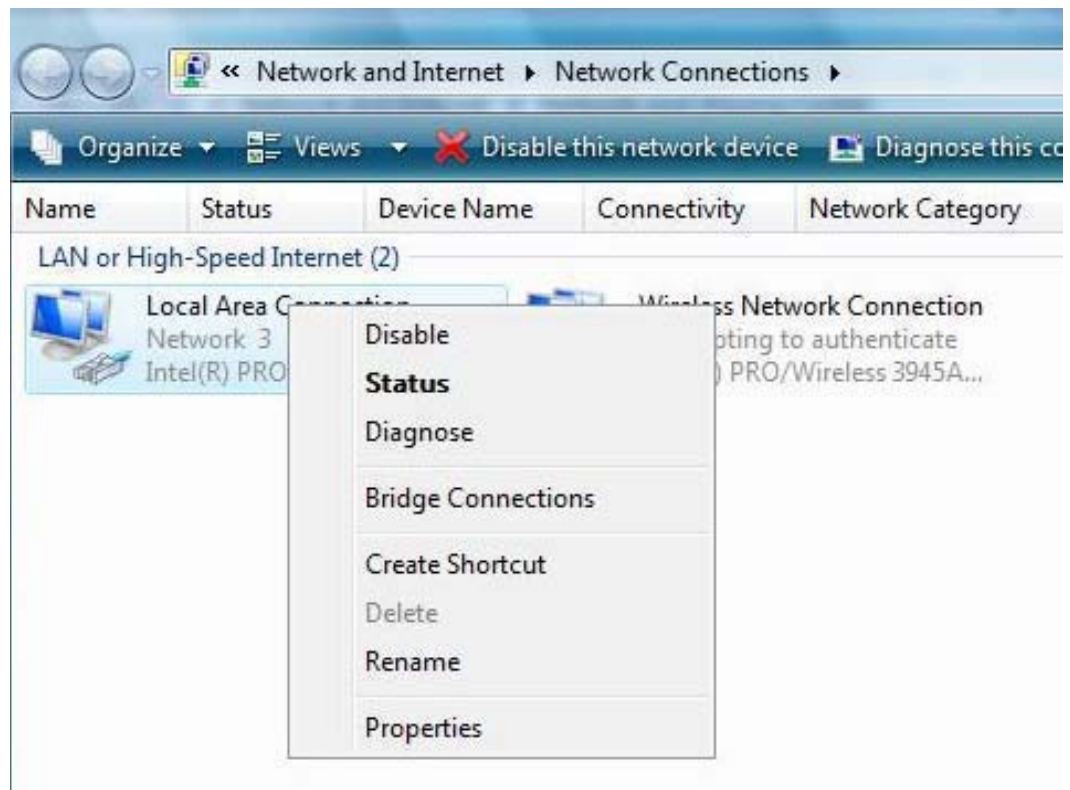 « Network and Internet ▸ Network Connections ▸
Organize Views Disable this network device Diagnose this
Name Status Device Name Connectivity Network Category
LAN or High-Speed Internet (2)
Local Area Connection
Network 3
Intel(R) PRO
Wireless Network Connection
to authenticate
PRO/Wireless 3945A...
Disable
Status
Diagnose
Bridge Connections
Create Shortcut
Delete
Rename
Properties